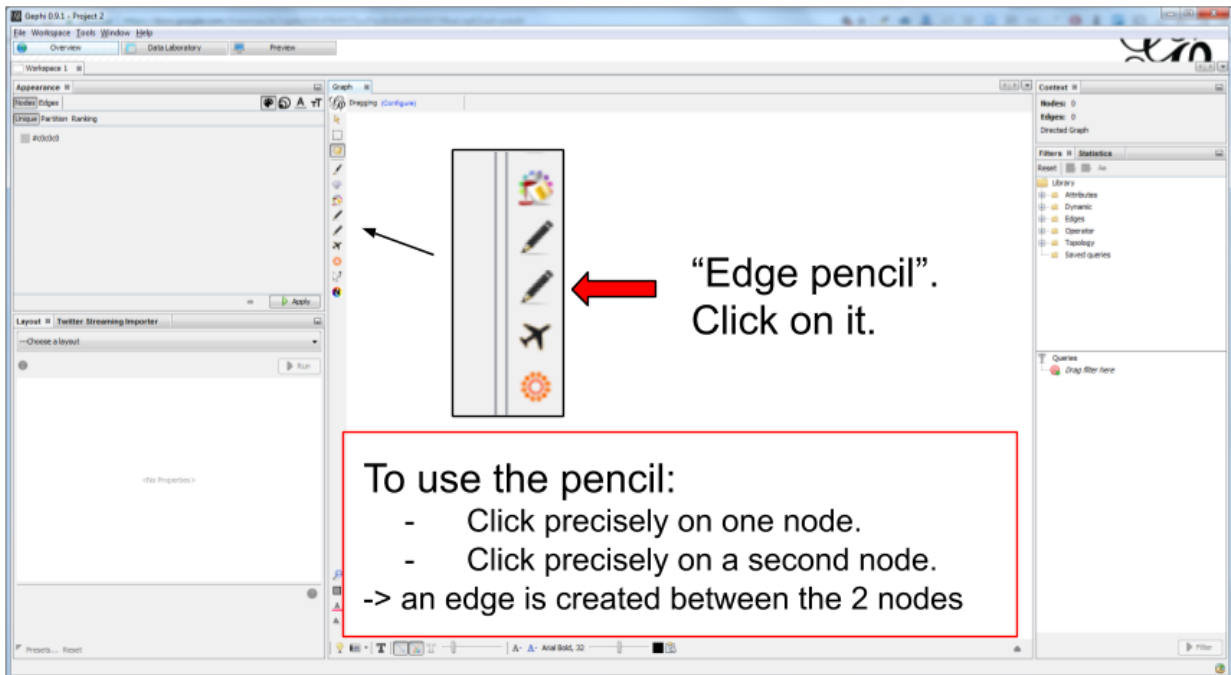 Gephi 0.9.1 - Project 2
File Workspace Tools Window Help
Overview
Data Laboratory
Preview
Workspace 1
Appearance
Nodes Edges
Unique Partition Ranking
#c0c0c0
Apply
Layout
Twitter Streaming Importer
---Choose a layout
Run
<No Properties>
Presets... Reset
Graph
Dragging (Configure)
“Edge pencil”.
Click on it.
To use the pencil:
- Click precisely on one node.
- Click precisely on a second node.
-> an edge is created between the 2 nodes
T
A- A- Arial Bold, 32
Context
Nodes: 0
Edges: 0
Directed Graph
Filters
Statistics
Reset
Library
Attributes
Dynamic
Edges
Operator
Topology
Saved queries
Queries
Drag filter here
Filter